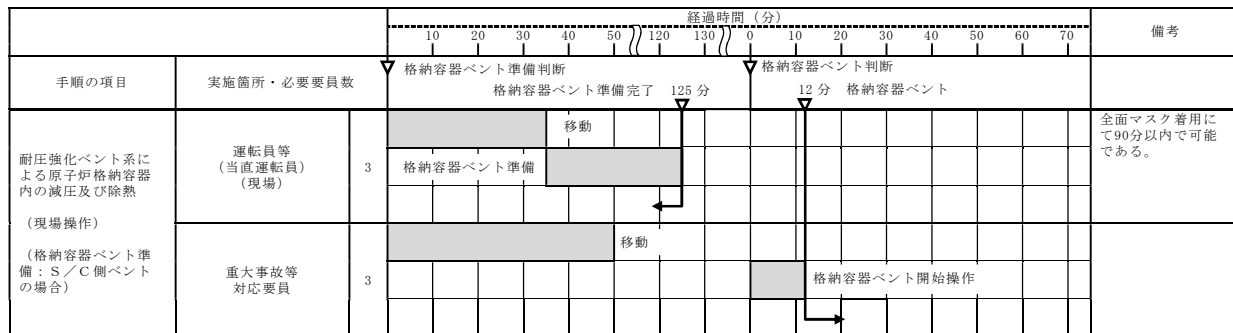 経過時間（分）
備考
10 20 30 40 50 120 130 0 10 20 30 40 50 60 70
手順の項目
実施箇所・必要要員数
格納容器ベント準備判断
格納容器ベント判断
格納容器ベント準備完了 125 分
12 分 格納容器ベント
耐圧強化ベント系に
よる原子炉格納容器
内の減圧及び除熱
（現場操作）
（格納容器ベント準
備：Ｓ／Ｃ側ベント
の場合）
運転員等
（当直運転員）
（現場）
3
移動
格納容器ベント準備
全面マスク着用に
て90分以内で可能
である。
重大事故等
対応要員
3
移動
格納容器ベント開始操作